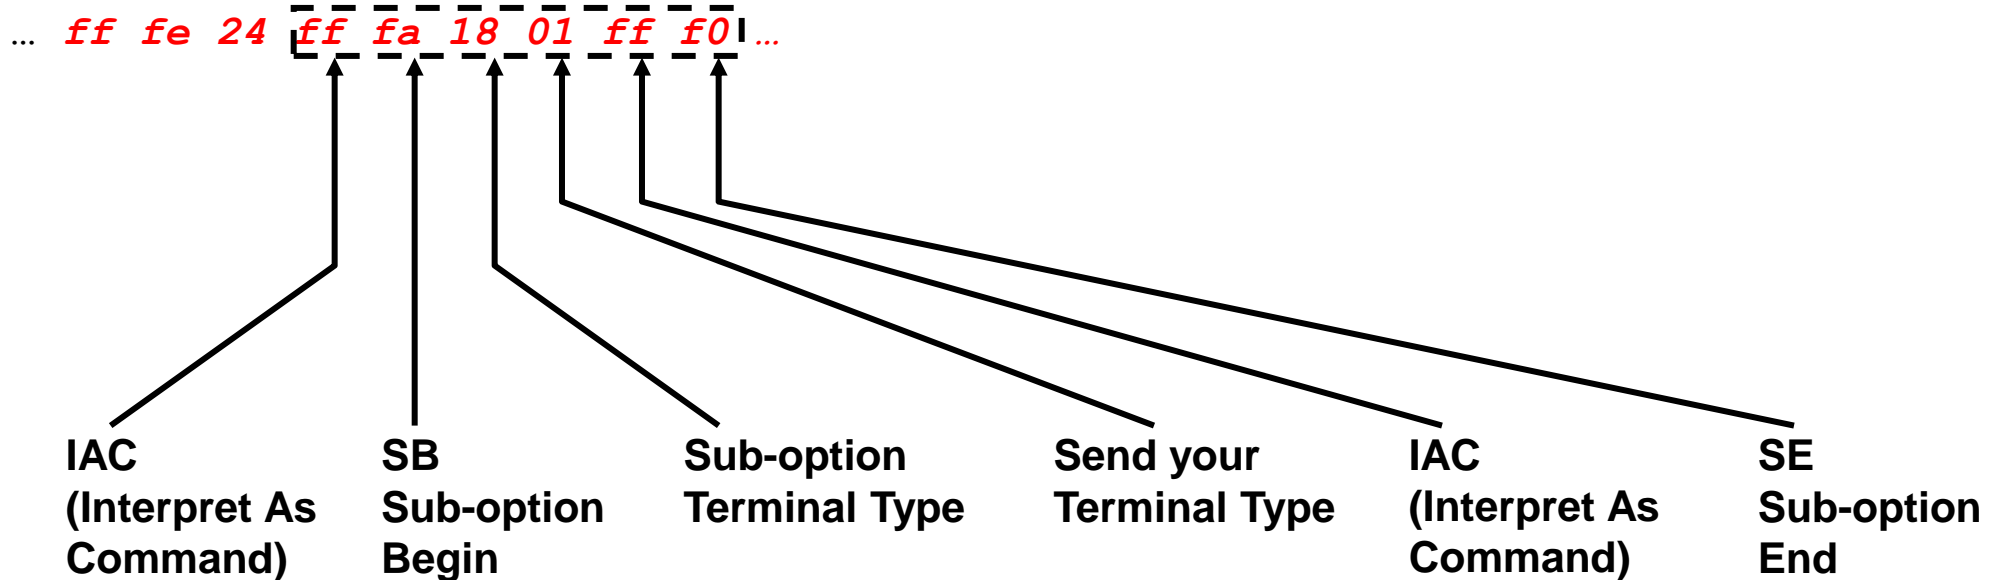 ... ff fe 24 ff fa 18 01 ff f0 ...
IAC
(Interpret As
Command)
SB
Sub-option
Begin
Sub-option
Terminal Type
Send your
Terminal Type
IAC
(Interpret As
Command)
SE
Sub-option
End